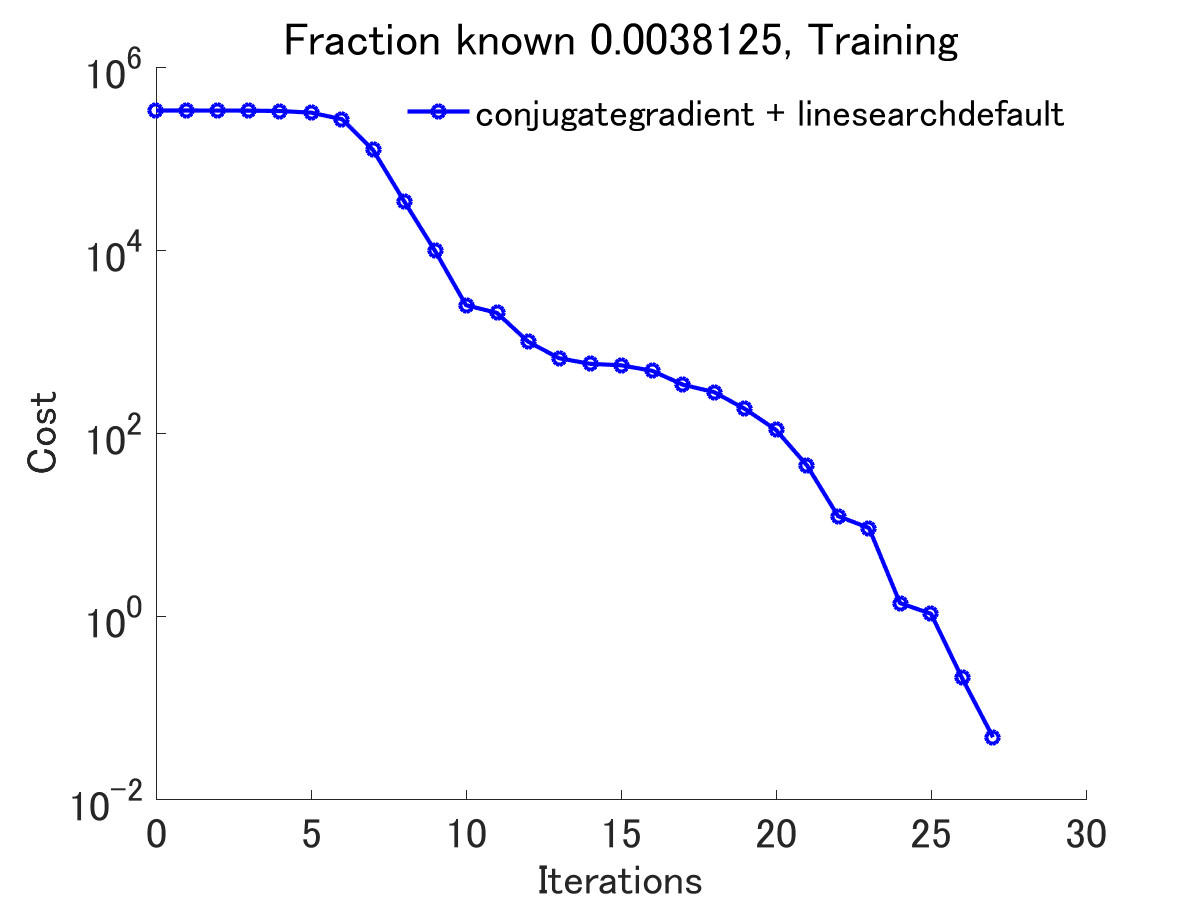 Fraction known 0.0038125, Training
conjugategradient + linesearchdefault
10^6
10^4
10^2
10^0
10^-2
Cost
0 5 10 15 20 25 30
Iterations